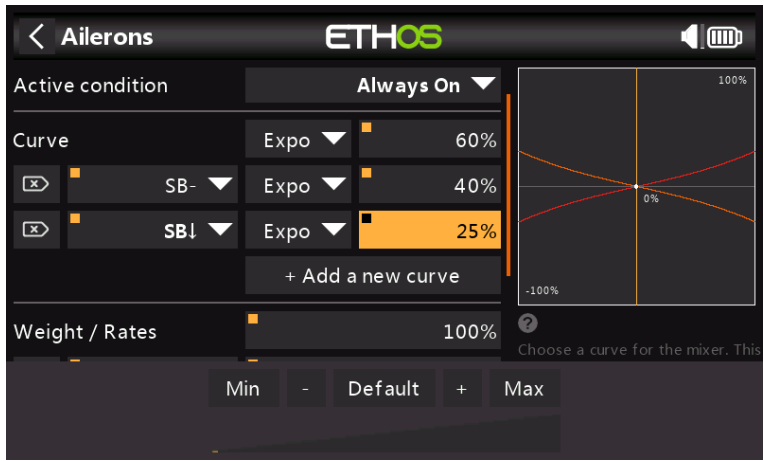 Ailerons ETHOS
Active condition Always On
100%
Curve Expo 60%
SB- Expo 40%
0%
SB↓ Expo 25%
+ Add a new curve
-100%
Weight / Rates 100%
Choose a curve for the mixer. This
Min - Default + Max